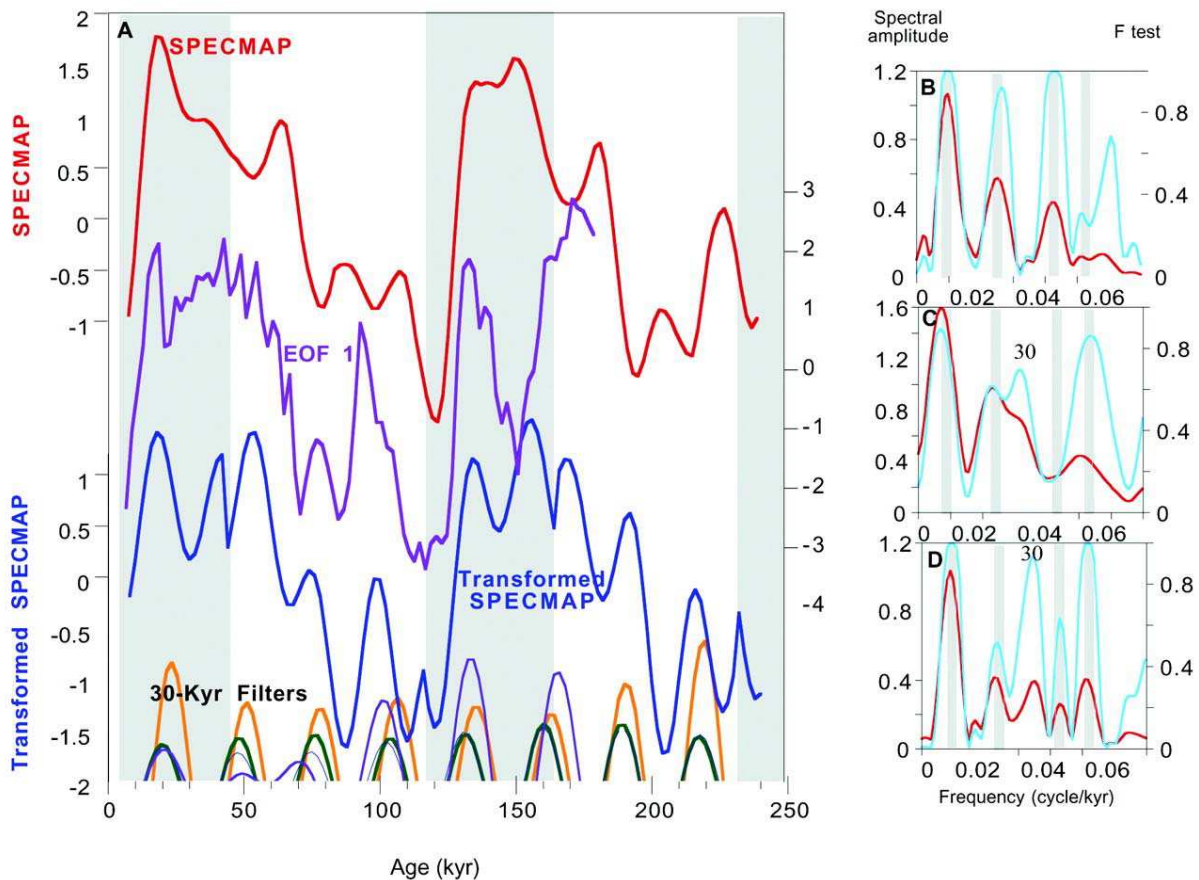 A
SPECMAP
EOF 1
Transformed
SPECMAP
30-Kyr Filters
SPECMAP
Transformed SPECMAP
2
1.5
1
0.5
0
-0.5
-1
1
0.5
0
-0.5
-1
-1.5
-2
3
2
1
0
-1
-2
-3
-4
0 50 100 150 200 250
Age (kyr)
Spectral
amplitude
F test
B
1.2
0.8
0.4
0
0.8
0.4
0
0 0.02 0.04 0.06
C
30
1.6
1.2
0.8
0.4
0
0.8
0.4
0
0 0.02 0.04 0.06
D
30
1.2
0.8
0.4
0
0.8
0.4
0
0 0.02 0.04 0.06
Frequency (cycle/kyr)